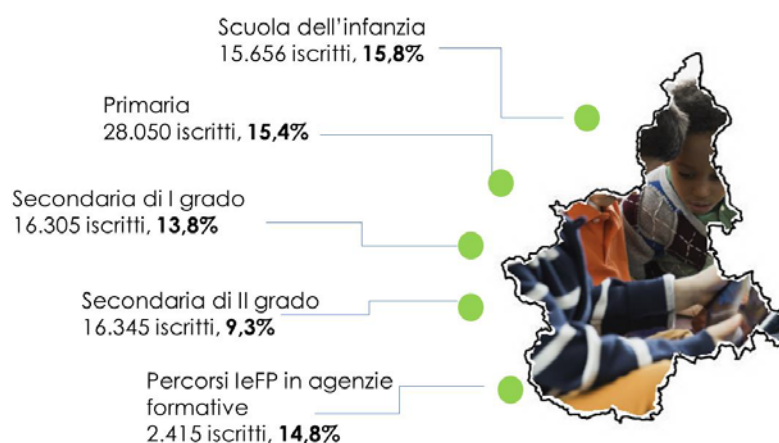 Scuola dell’infanzia
15.656 iscritti, 15,8%
Primaria
28.050 iscritti, 15,4%
Secondaria di I grado
16.305 iscritti, 13,8%
Secondaria di II grado
16.345 iscritti, 9,3%
Percorsi IeFP in agenzie
formative
2.415 iscritti, 14,8%